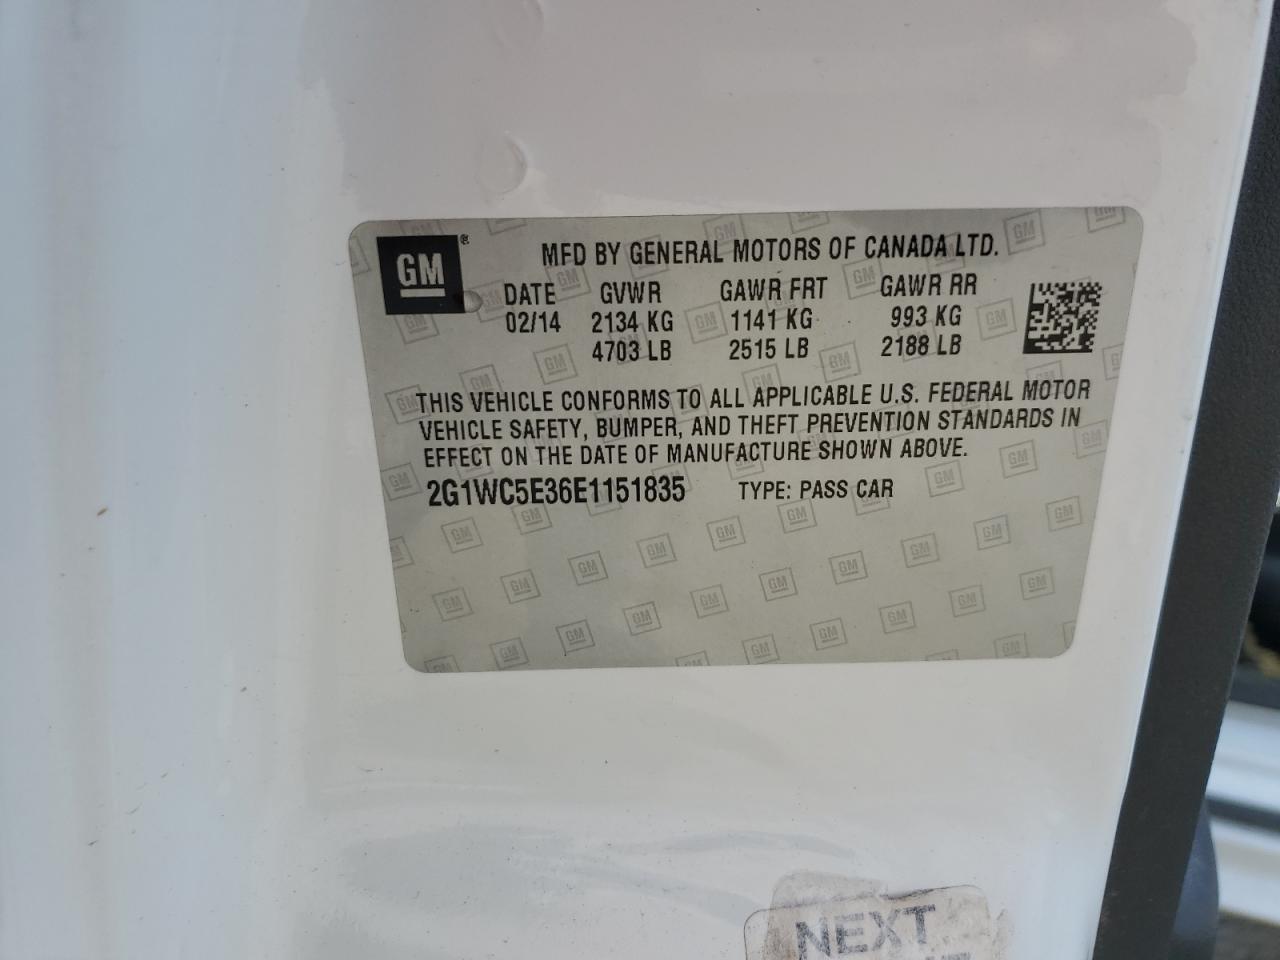 GM®
MFD BY GENERAL MOTORS OF CANADA LTD.
DATE GVWR GAWR FRT GAWR RR
02/14 2134 KG 1141 KG 993 KG
4703 LB 2515 LB 2188 LB
THIS VEHICLE CONFORMS TO ALL APPLICABLE U.S. FEDERAL MOTOR
VEHICLE SAFETY, BUMPER, AND THEFT PREVENTION STANDARDS IN
EFFECT ON THE DATE OF MANUFACTURE SHOWN ABOVE.
2G1WC5E36E1151835 TYPE: PASS CAR
NEXT